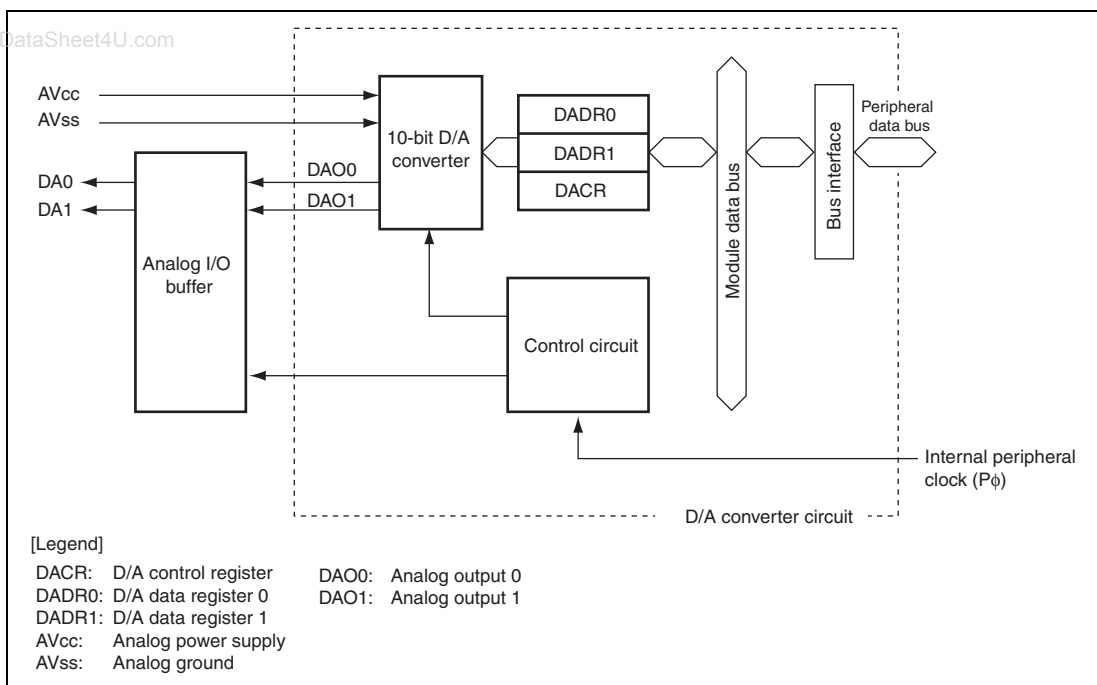 DataSheet4U.com
AVcc
AVss
DA0
DA1
Analog I/O
buffer
DAO0
DAO1
10-bit D/A
converter
DADR0
DADR1
DACR
Control circuit
Module data bus
Bus interface
Peripheral
data bus
Internal peripheral
clock (Pϕ)
D/A converter circuit
[Legend]
DACR: D/A control register
DADR0: D/A data register 0
DADR1: D/A data register 1
AVcc: Analog power supply
AVss: Analog ground
DAO0: Analog output 0
DAO1: Analog output 1